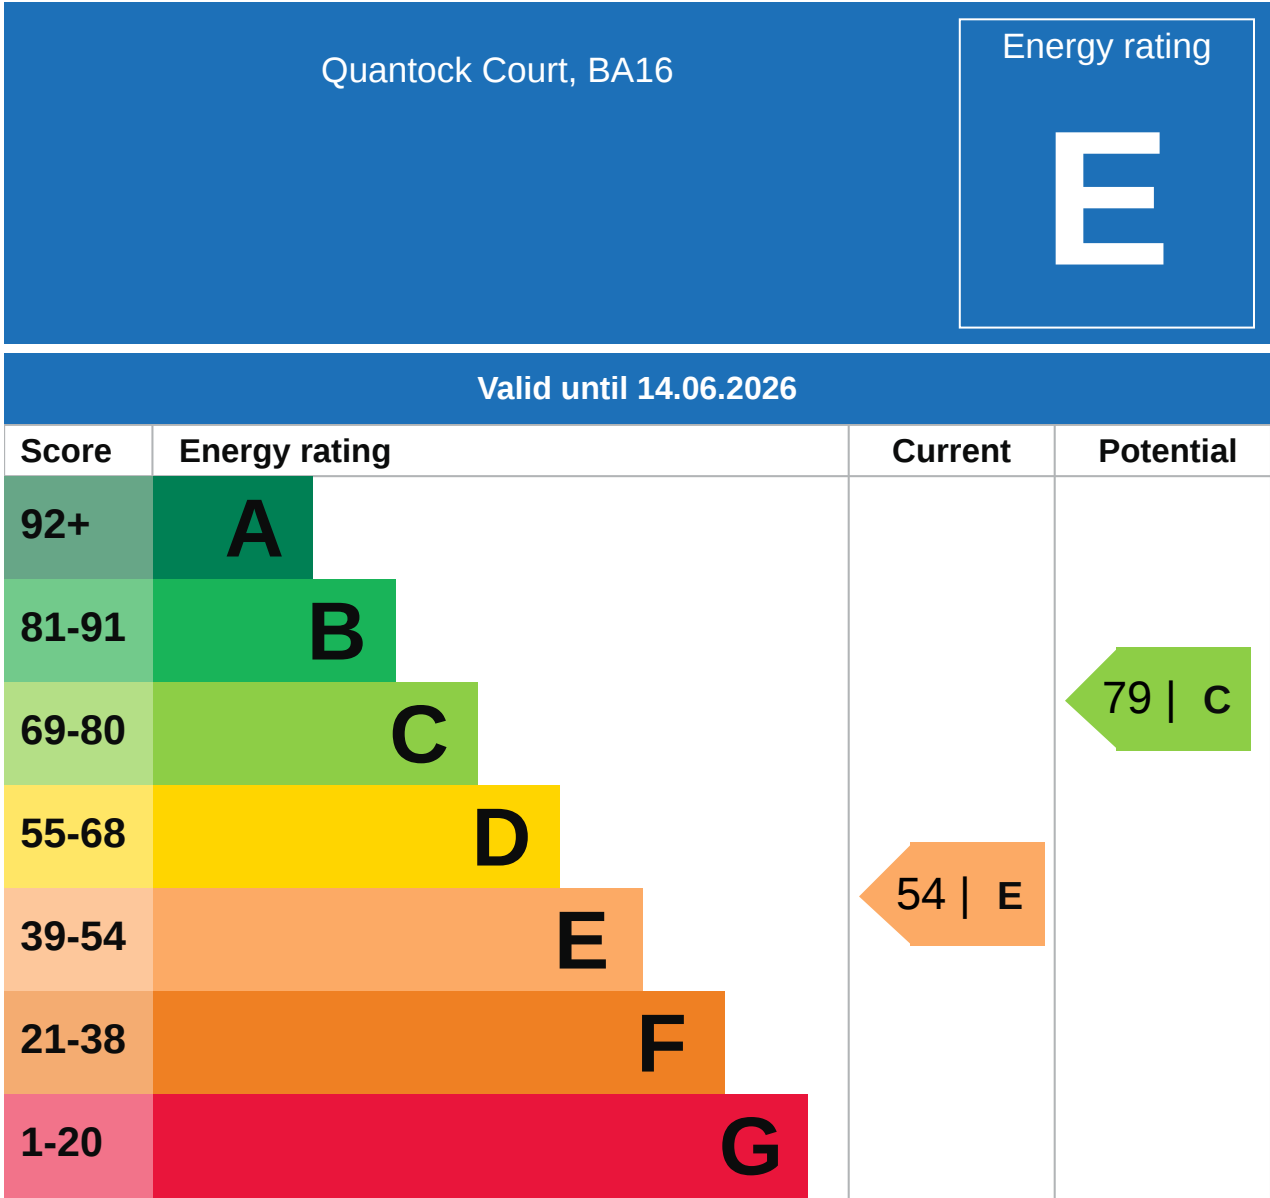 Quantock Court, BA16
Energy rating
E
Valid until 14.06.2026
Score Energy rating Current Potential
92+ A
81-91 B
79 | C
69-80 C
55-68 D
54 | E
39-54 E
21-38 F
1-20 G